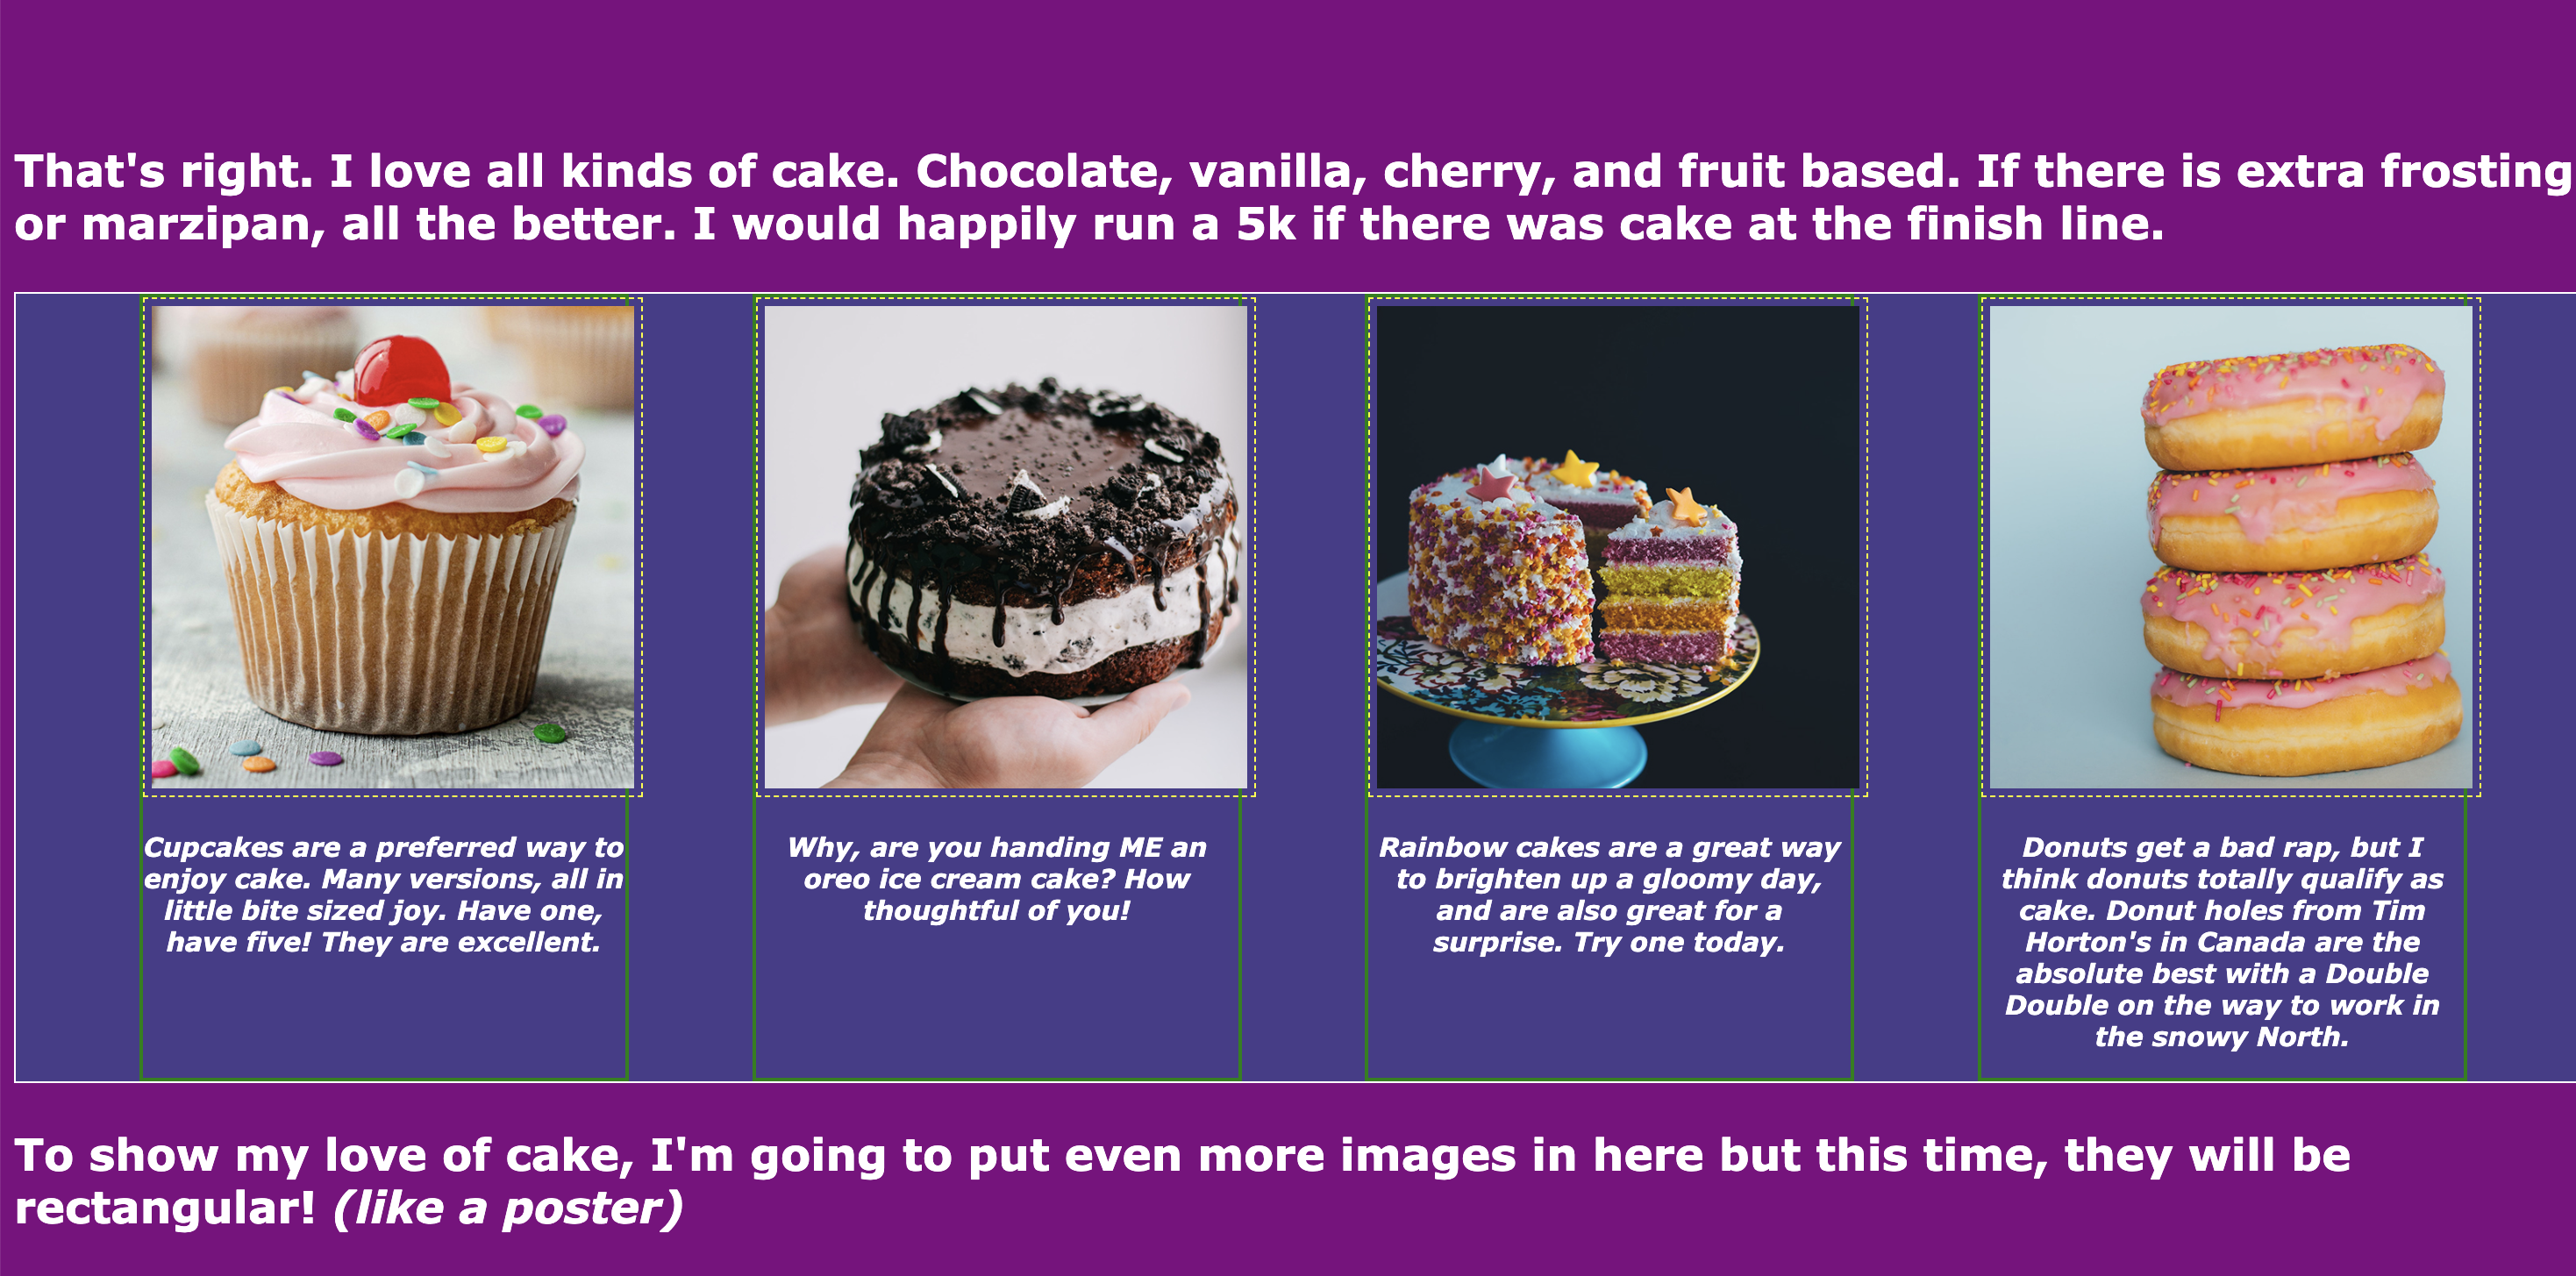 That's right. I love all kinds of cake. Chocolate, vanilla, cherry, and fruit based. If there is extra frosting
or marzipan, all the better. I would happily run a 5k if there was cake at the finish line.
Cupcakes are a preferred way to
enjoy cake. Many versions, all in
little bite sized joy. Have one,
have five! They are excellent.
Why, are you handing ME an
oreo ice cream cake? How
thoughtful of you!
Rainbow cakes are a great way
to brighten up a gloomy day,
and are also great for a
surprise. Try one today.
Donuts get a bad rap, but I
think donuts totally qualify as
cake. Donut holes from Tim
Horton's in Canada are the
absolute best with a Double
Double on the way to work in
the snowy North.
To show my love of cake, I'm going to put even more images in here but this time, they will be
rectangular! (like a poster)